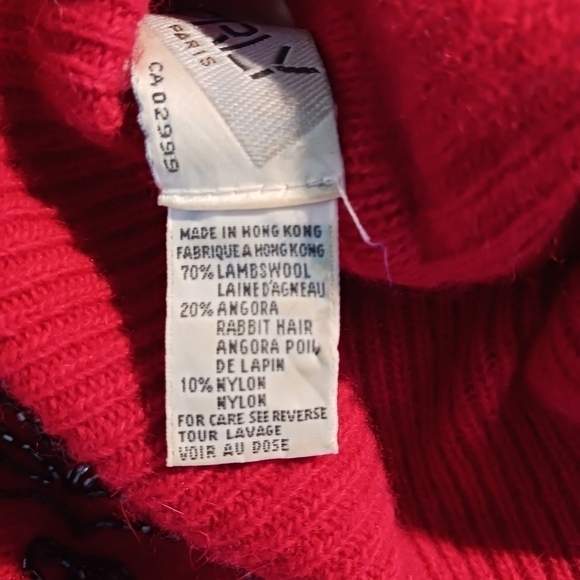 PARIS
CA 02999
MADE IN HONG KONG
FABRIQUE A HONG KONG
70% LAMBSWOOL
LAINE D'AGNEAU
20% ANGORA
RABBIT HAIR
ANGORA POIL
DE LAPIN
10% NYLON
NYLON
FOR CARE SEE REVERSE
TOUR LAVAGE
VOIR AU DOSE